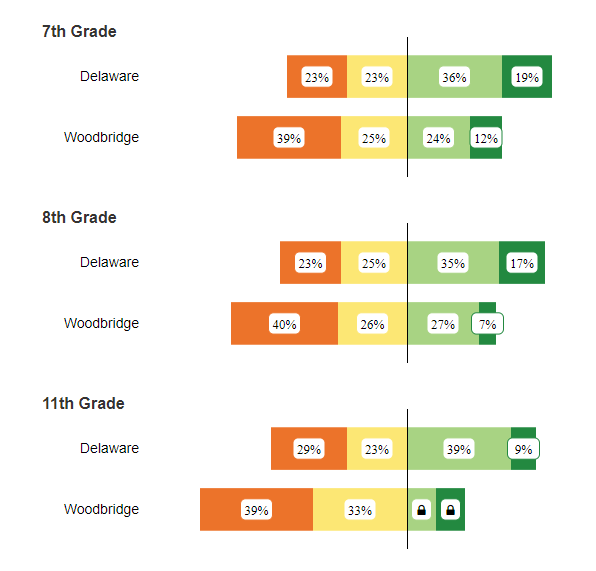 7th Grade
Delaware 23% 23% 36% 19%
Woodbridge 39% 25% 24% 12%
8th Grade
Delaware 23% 25% 35% 17%
Woodbridge 40% 26% 27% 7%
11th Grade
Delaware 29% 23% 39% 9%
Woodbridge 39% 33%